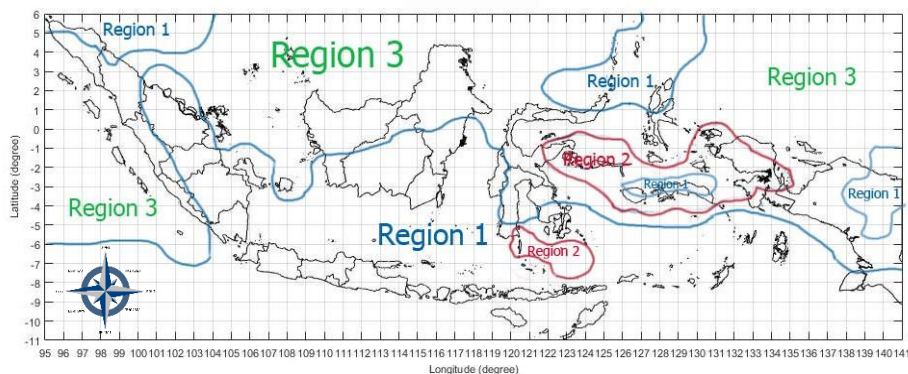 6
5
4
3
2
1
0
-1
-2
-3
-4
-5
-6
-7
-8
-9
-10
-11
Latitude (degree)
Region 1
Region 3
Region 1
Region 3
Region 2
Region 1
Region 1
Region 3
Region 1
Region 2
95 96 97 98 99 100 101 102 103 104 105 106 107 108 109 110 111 112 113 114 115 116 117 118 119 120 121 122 123 124 125 126 127 128 129 130 131 132 133 134 135 136 137 138 139 140 141
Longitude (degree)